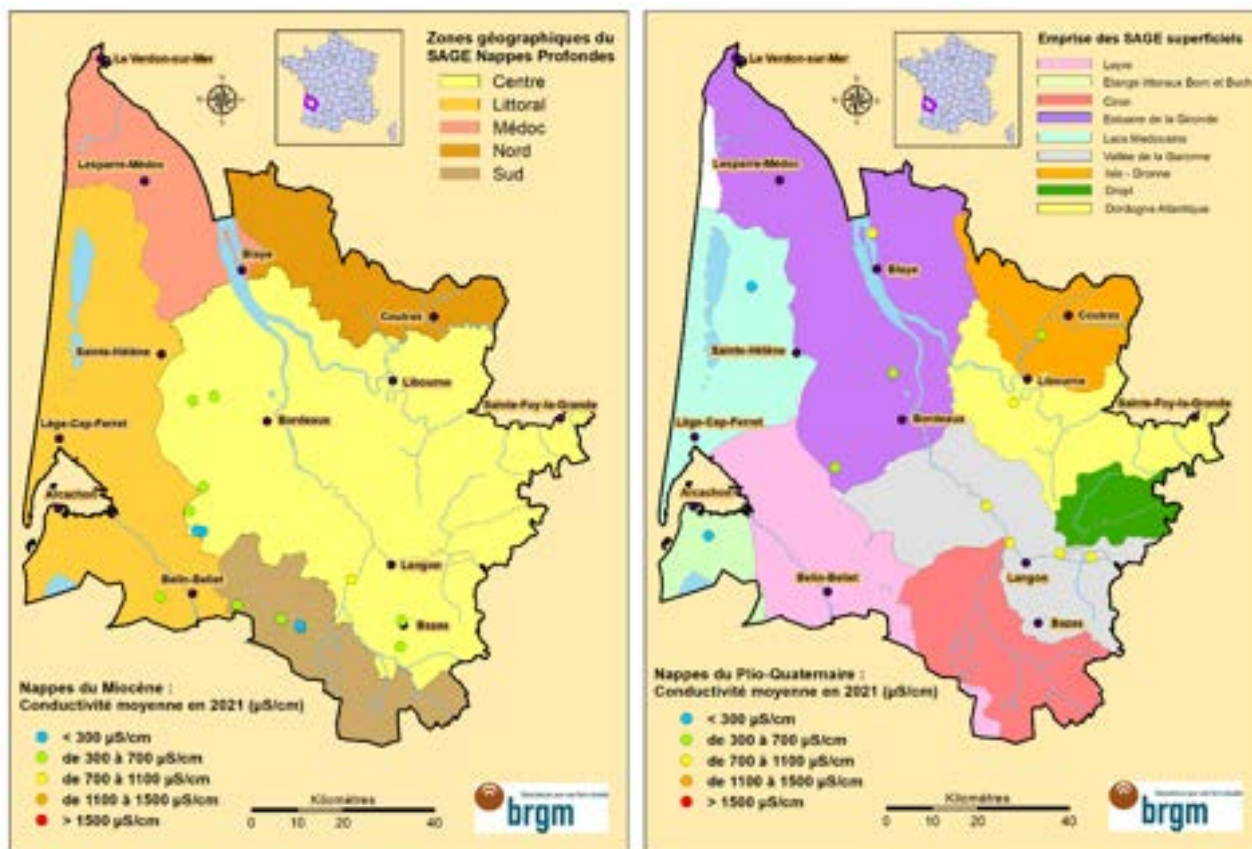 Zones géographiques du
SAGE Nappes Profondes
Centre
Littoral
Médoc
Nord
Sud
Le Verdon-sur-Mer
Lesparre-Médoc
Blaye
Coutras
Sainte-Hélène
Libourne
Sainte-Foy-la-Grande
Bordeaux
Lège-Cap-Ferret
Arcachon
Langon
Belin-Beliet
Bazas
Nappes du Miocène :
Conductivité moyenne en 2021 (µS/cm)
< 300 µS/cm
de 300 à 700 µS/cm
de 700 à 1100 µS/cm
de 1100 à 1500 µS/cm
> 1500 µS/cm
Kilomètres
0 10 20 40
brgm
Emprise des SAGE superficiels
Leyre
Etangs littoraux Born et Buch
Ciron
Estuaire de la Gironde
Lacs Médocains
Vallée de la Garonne
Isle - Dronne
Dropt
Dordogne Atlantique
Le Verdon-sur-Mer
Lesparre-Médoc
Blaye
Coutras
Sainte-Hélène
Libourne
Sainte-Foy-la-Grande
Bordeaux
Lège-Cap-Ferret
Arcachon
Langon
Belin-Beliet
Bazas
Nappes du Plio-Quaternaire :
Conductivité moyenne en 2021 (µS/cm)
< 300 µS/cm
de 300 à 700 µS/cm
de 700 à 1100 µS/cm
de 1100 à 1500 µS/cm
> 1500 µS/cm
Kilomètres
0 10 20 40
brgm